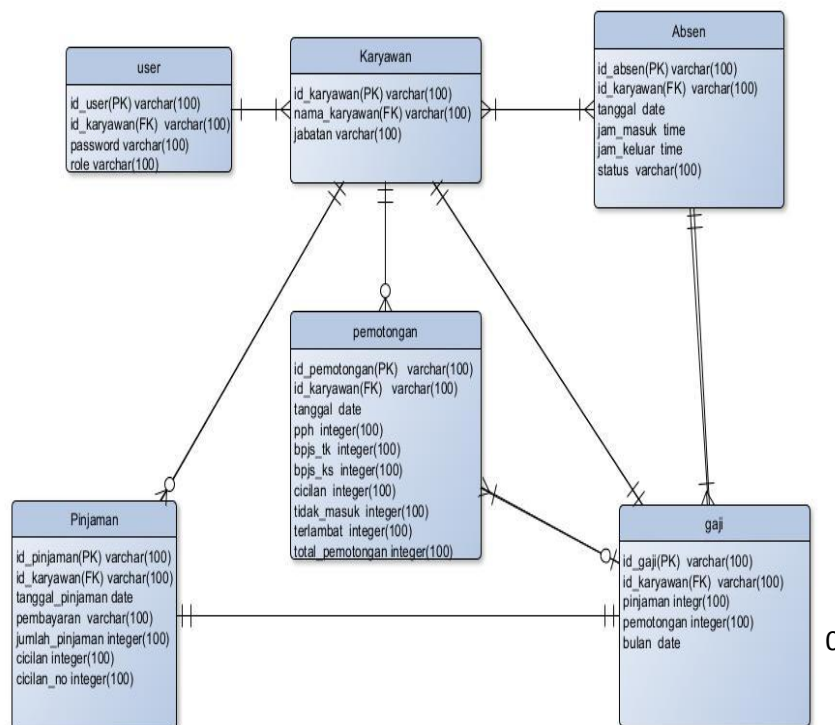 user
id_user(PK) varchar(100)
id_karyawan(FK) varchar(100)
password varchar(100)
role varchar(100)
Karyawan
id_karyawan(PK) varchar(100)
nama_karyawan(FK) varchar(100)
jabatan varchar(100)
Absen
id_absen(PK) varchar(100)
id_karyawan(FK) varchar(100)
tanggal date
jam_masuk time
jam_keluar time
status varchar(100)
pemotongan
id_pemotongan(PK) varchar(100)
id_karyawan(FK) varchar(100)
tanggal date
pph integer(100)
bpjs_tk integer(100)
bpjs_ks integer(100)
cicilan integer(100)
tidak_masuk integer(100)
terlambat integer(100)
total_pemotongan integer(100)
Pinjaman
id_pinjaman(PK) varchar(100)
id_karyawan(FK) varchar(100)
tanggal_pinjaman date
pembayaran varchar(100)
jumlah_pinjaman integer(100)
cicilan integer(100)
cicilan_no integer(100)
gaji
id_gaji(PK) varchar(100)
id_karyawan(FK) varchar(100)
pinjaman integr(100)
pemotongan integer(100)
bulan date